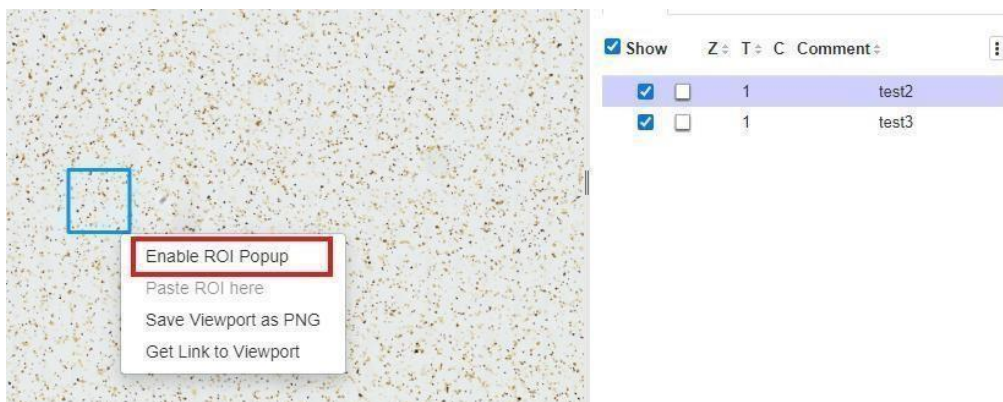 Show Z T C Comment
1 test2
1 test3
Enable ROI Popup
Paste ROI here
Save Viewport as PNG
Get Link to Viewport